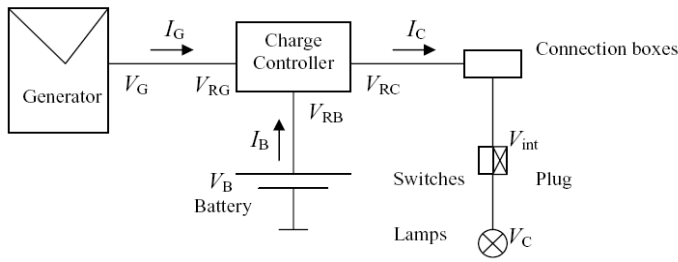 I_G
Charge
Controller
I_C
Connection boxes
Generator
V_G
V_RG
V_RC
V_RB
I_B
V_int
V_B
Battery
Switches
Plug
Lamps
V_C